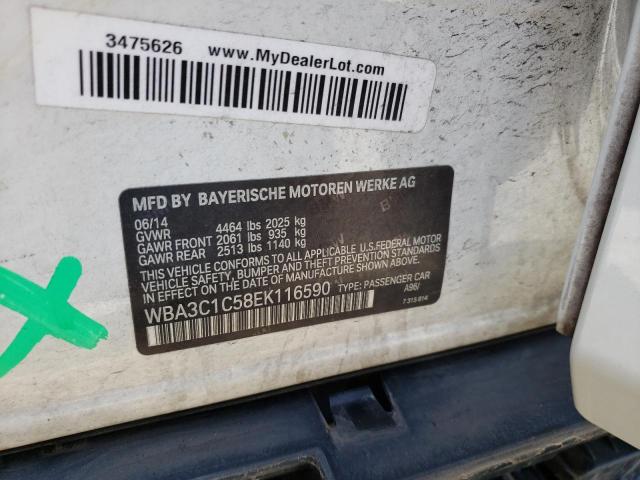 3475626 www.MyDealerLot.com
MFD BY BAYERISCHE MOTOREN WERKE AG
06/14
GVWR 4464 lbs 2025 kg
GAWR FRONT 2061 lbs 935 kg
GAWR REAR 2513 lbs 1140 kg
THIS VEHICLE CONFORMS TO ALL APPLICABLE U.S.FEDERAL MOTOR
VEHICLE SAFETY, BUMPER, AND THEFT PREVENTION STANDARDS IN
EFFECT ON THE DATE OF MANUFACTURE SHOWN ABOVE.
WBA3C1C58EK116590 TYPE: PASSENGER CAR
A96/
7 315 814